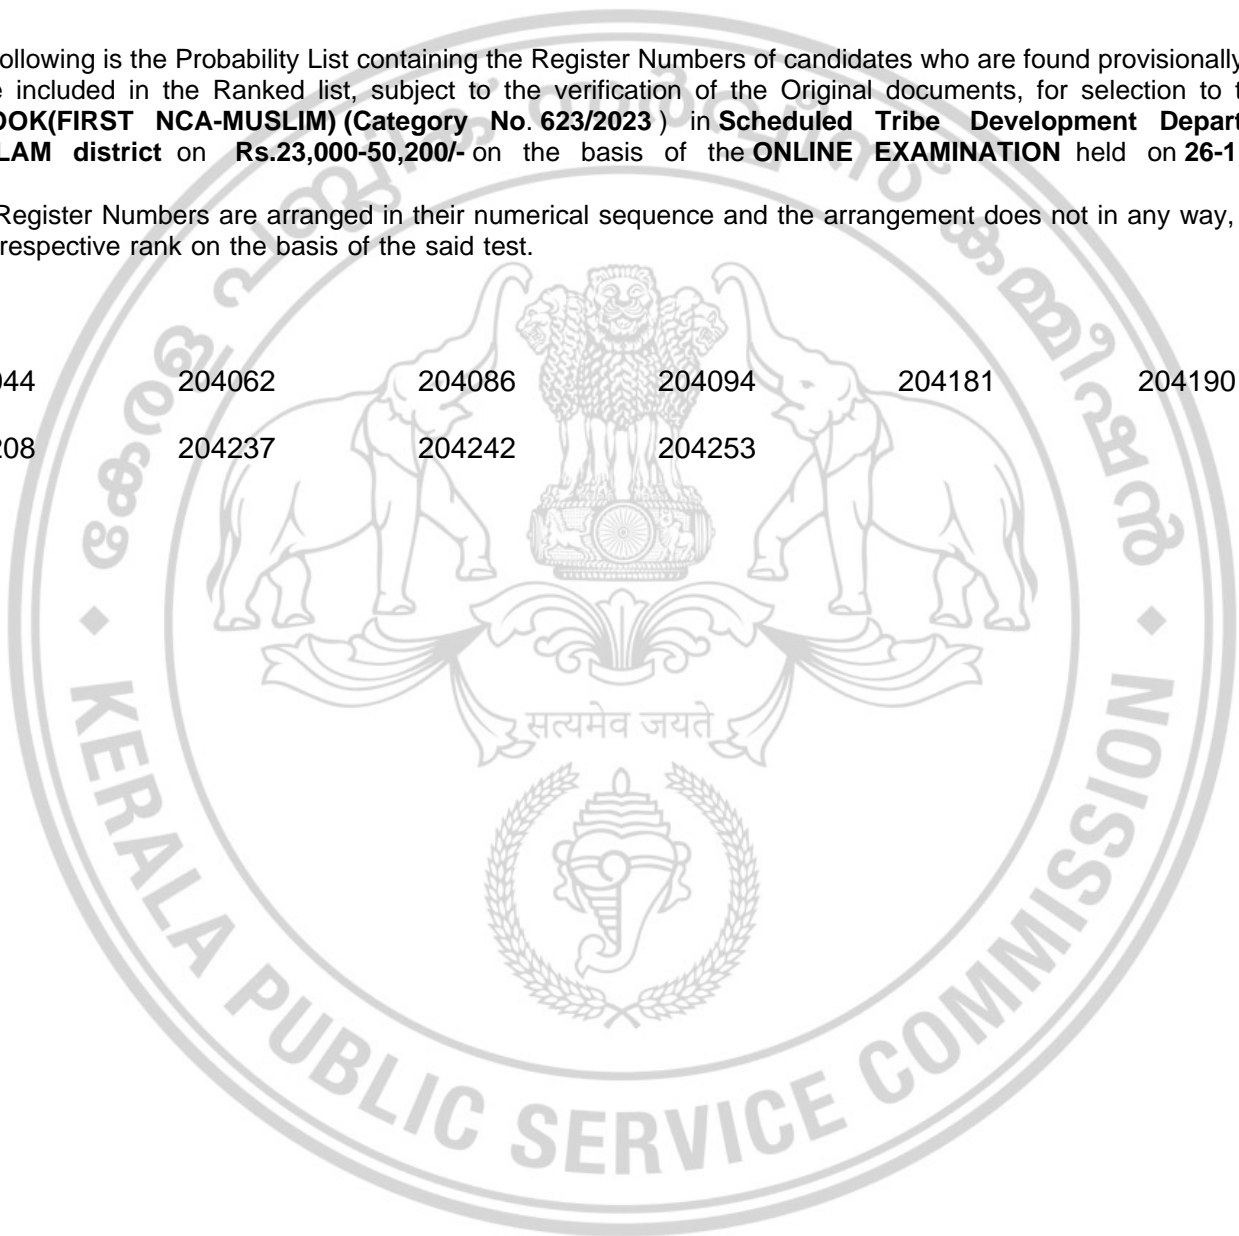 ollowing is the Probability List containing the Register Numbers of candidates who are found provisionally
e included in the Ranked list, subject to the verification of the Original documents, for selection to t
OOK(FIRST NCA-MUSLIM) (Category No. 623/2023 ) in Scheduled Tribe Development Depart
LAM district on Rs.23,000-50,200/- on the basis of the ONLINE EXAMINATION held on 26-1
Register Numbers are arranged in their numerical sequence and the arrangement does not in any way,
respective rank on the basis of the said test.
044 204062 204086 204094 204181 204190
208 204237 204242 204253
കേരള പബ്ലിക് സർവീസ് കമ്മീഷൻ
सत्यमेव जयते
KERALA PUBLIC SERVICE COMMISSION